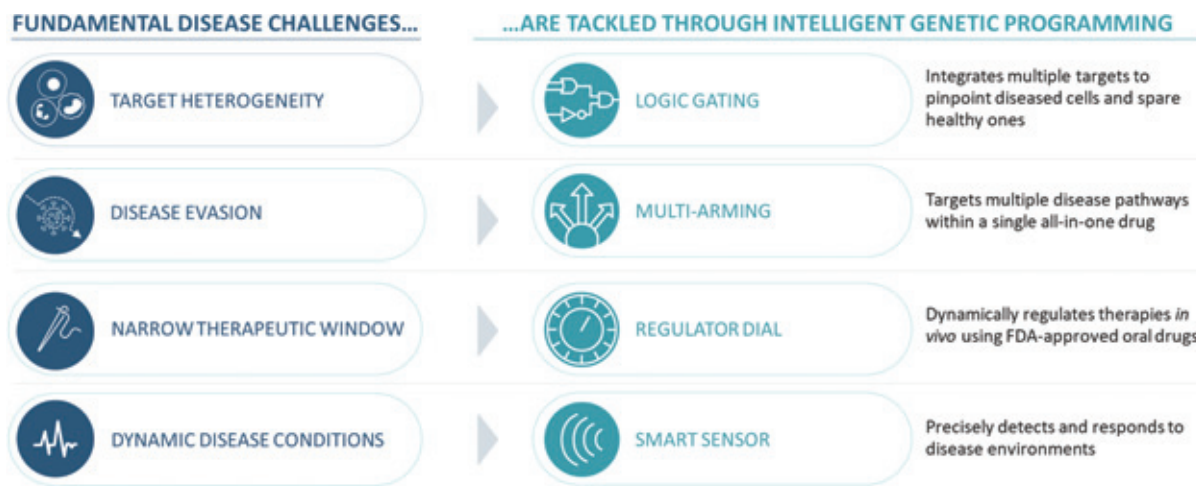 FUNDAMENTAL DISEASE CHALLENGES...
...ARE TACKLED THROUGH INTELLIGENT GENETIC PROGRAMMING
TARGET HETEROGENEITY
LOGIC GATING
Integrates multiple targets to
pinpoint diseased cells and spare
healthy ones
DISEASE EVASION
MULTI-ARMING
Targets multiple disease pathways
within a single all-in-one drug
NARROW THERAPEUTIC WINDOW
REGULATOR DIAL
Dynamically regulates therapies in
vivo using FDA-approved oral drugs
DYNAMIC DISEASE CONDITIONS
SMART SENSOR
Precisely detects and responds to
disease environments